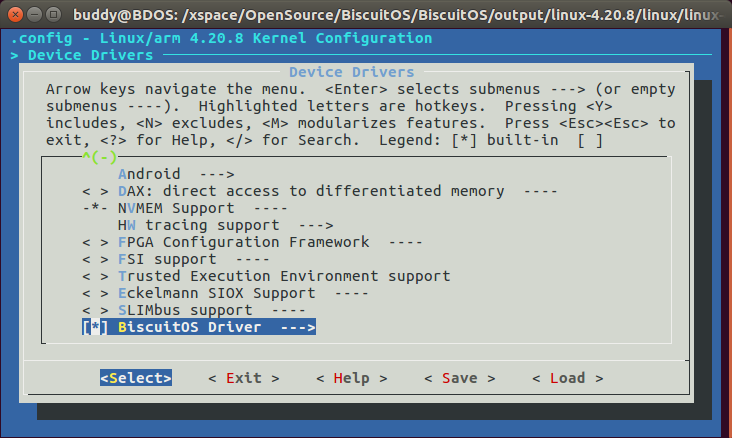 buddy@BDOS: /xspace/OpenSource/BiscuitOS/BiscuitOS/output/linux-4.20.8/linux/linux-
.config - Linux/arm 4.20.8 Kernel Configuration
> Device Drivers
Device Drivers
Arrow keys navigate the menu.  <Enter> selects submenus ---> (or empty
submenus ----).  Highlighted letters are hotkeys.  Pressing <Y>
includes, <N> excludes, <M> modularizes features.  Press <Esc><Esc> to
exit, <?> for Help, </> for Search.  Legend: [*] built-in  [ ]
^(-)
Android  --->
< > DAX: direct access to differentiated memory  ----
-*- NVMEM Support  ----
HW tracing support  --->
< > FPGA Configuration Framework  ----
< > FSI support  ----
< > Trusted Execution Environment support
< > Eckelmann SIOX Support  ----
< > SLIMbus support  ----
[*] BiscuitOS Driver  --->
<Select>    < Exit >    < Help >    < Save >    < Load >